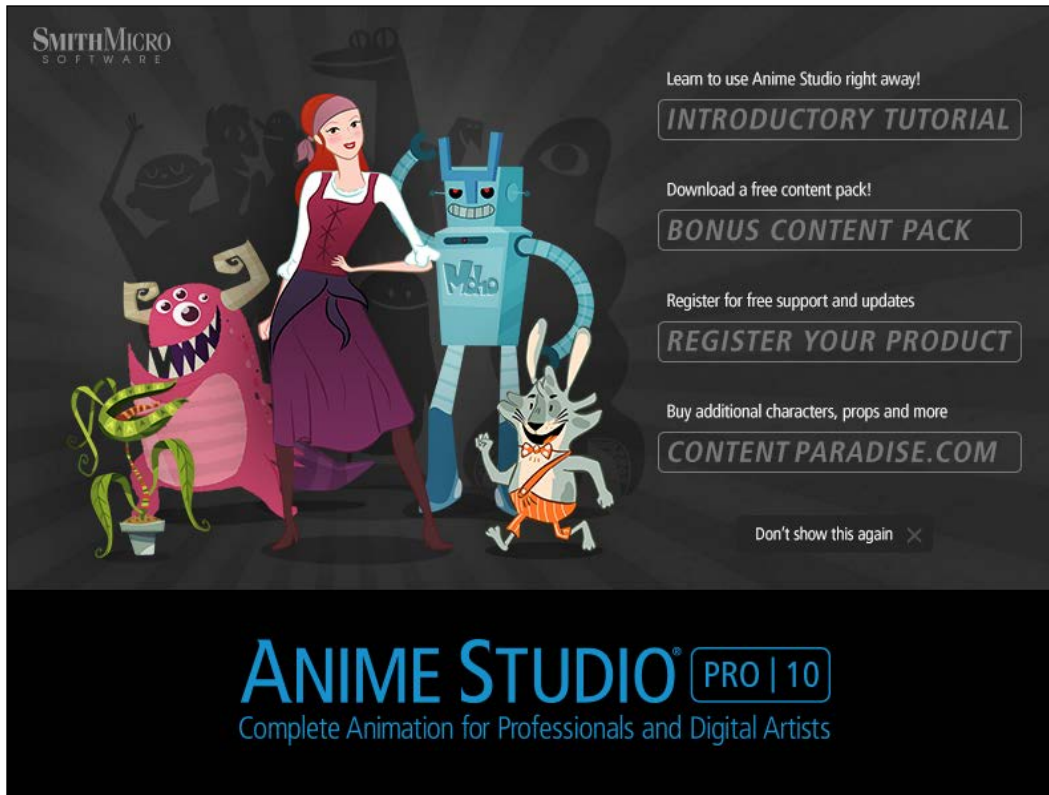 SMITHMICRO
SOFTWARE
Learn to use Anime Studio right away!
INTRODUCTORY TUTORIAL
Download a free content pack!
BONUS CONTENT PACK
Register for free support and updates
REGISTER YOUR PRODUCT
Buy additional characters, props and more
CONTENT PARADISE.COM
Don't show this again
Moho
ANIME STUDIO® PRO | 10
Complete Animation for Professionals and Digital Artists